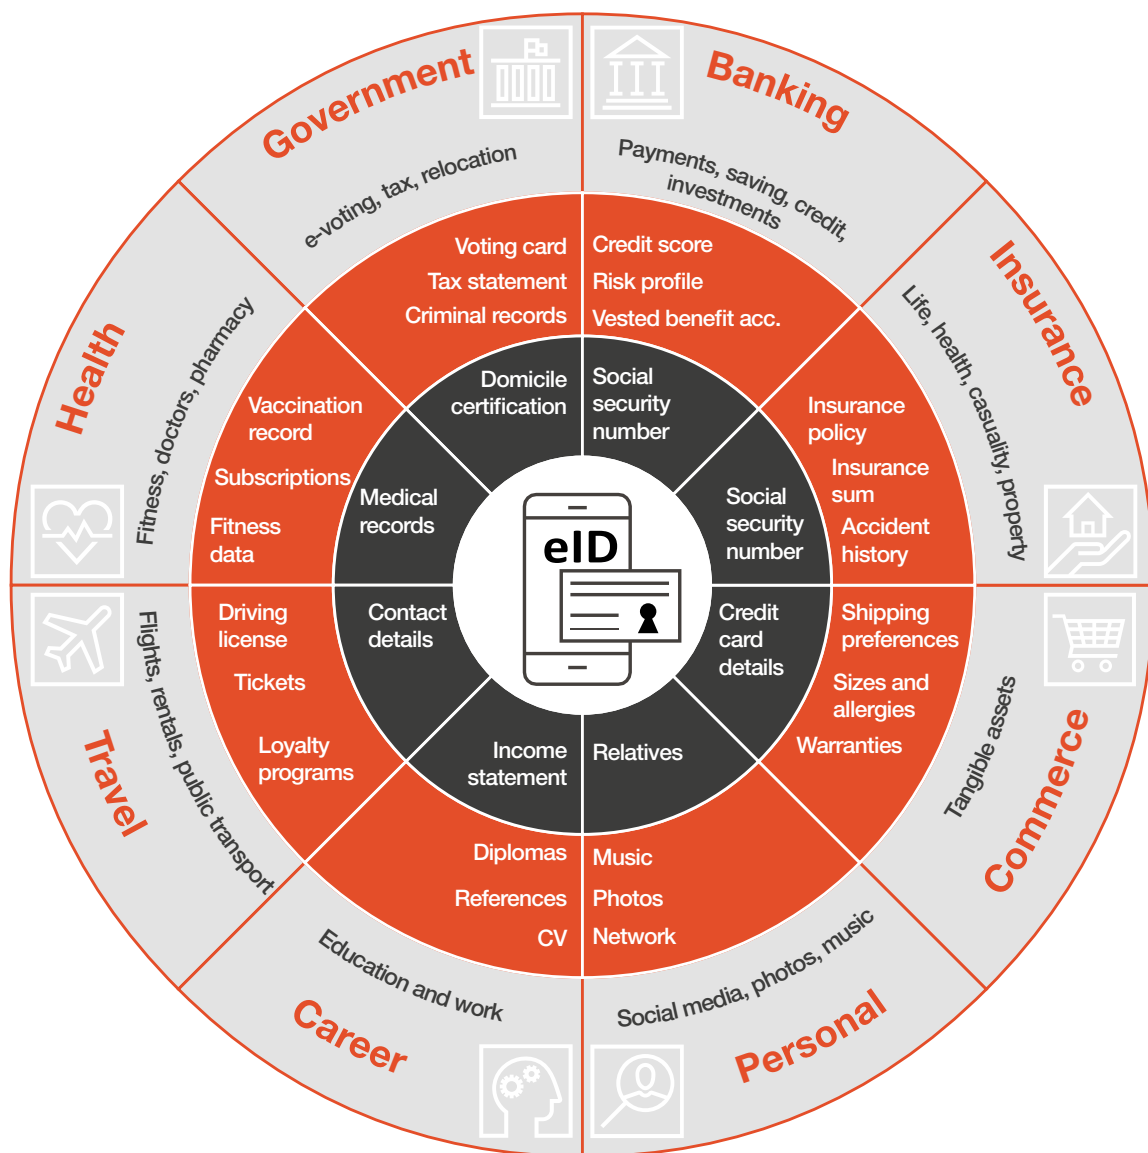 Government
e-voting, tax, relocation
Voting card
Tax statement
Criminal records
Domicile
certification
Banking
Payments, saving, credit,
investments
Credit score
Risk profile
Vested benefit acc.
Social
security
number
Insurance
Life, health, casuality, property
Insurance
policy
Insurance
sum
Accident
history
Social
security
number
Commerce
Tangible assets
Shipping
preferences
Sizes and
allergies
Warranties
Credit
card
details
Personal
Social media, photos, music
Music
Photos
Network
Relatives
Career
Education and work
Diplomas
References
CV
Income
statement
Travel
Flights, rentals, public transport
Driving
license
Tickets
Loyalty
programs
Contact
details
Health
Fitness, doctors, pharmacy
Vaccination
record
Subscriptions
Fitness
data
Medical
records
eID